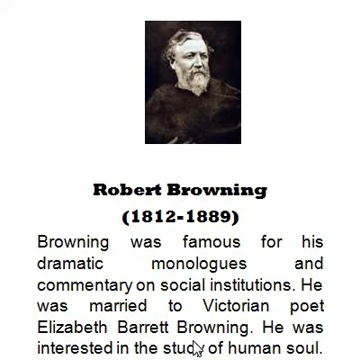 Robert Browning
(1812-1889)
Browning was famous for his
dramatic monologues and
commentary on social institutions. He
was married to Victorian poet
Elizabeth Barrett Browning. He was
interested in the study of human soul.